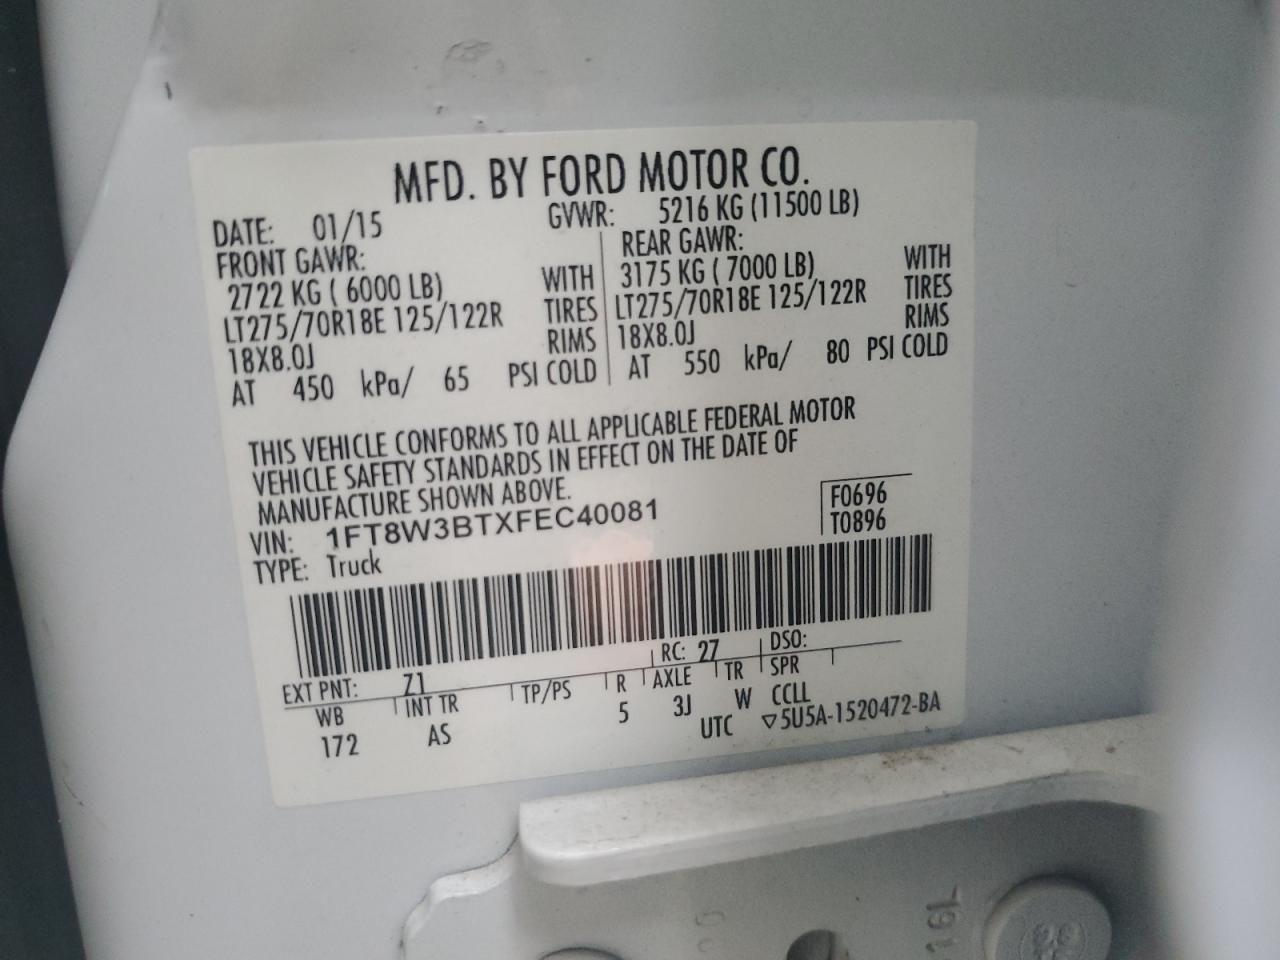 MFD. BY FORD MOTOR CO.
DATE: 01/15 GVWR: 5216 KG (11500 LB)
FRONT GAWR: REAR GAWR:
2722 KG ( 6000 LB) WITH 3175 KG ( 7000 LB) WITH
LT275/70R18E 125/122R TIRES LT275/70R18E 125/122R TIRES
18X8.0J RIMS 18X8.0J RIMS
AT 450 kPa/ 65 PSI COLD AT 550 kPa/ 80 PSI COLD
THIS VEHICLE CONFORMS TO ALL APPLICABLE FEDERAL MOTOR
VEHICLE SAFETY STANDARDS IN EFFECT ON THE DATE OF
MANUFACTURE SHOWN ABOVE.
VIN: 1FT8W3BTXFEC40081 F0696
TYPE: Truck T0896
EXT PNT: Z1 RC: 27 DSO:
WB INT TR TP/PS R AXLE TR SPR
172 AS 5 3J W CCLL
UTC ▽5U5A-1520472-BA
16L